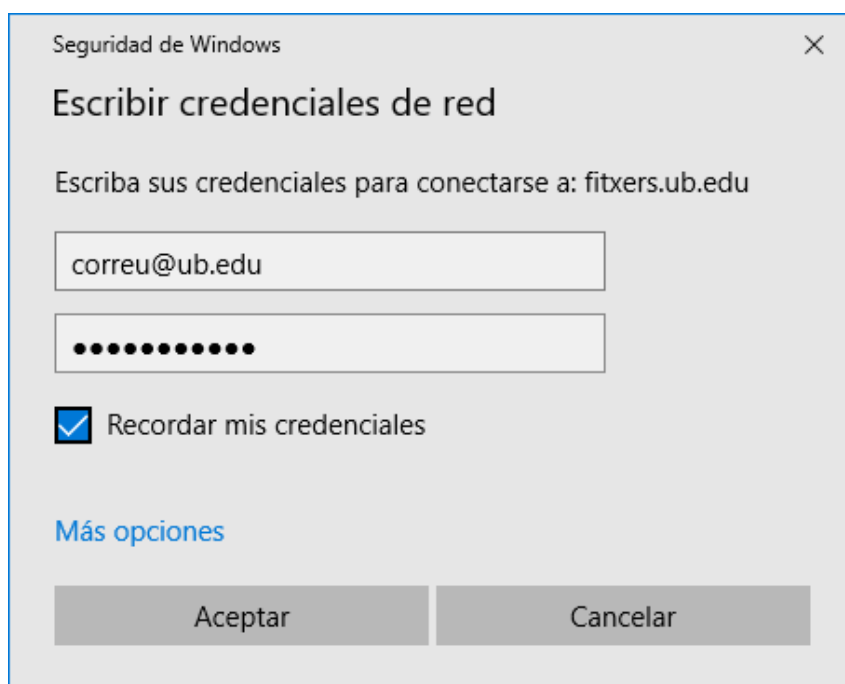 Seguridad de Windows
Escribir credenciales de red
Escriba sus credenciales para conectarse a: fitxers.ub.edu
correu@ub.edu
●●●●●●●●●●●
Recordar mis credenciales
Más opciones
Aceptar Cancelar